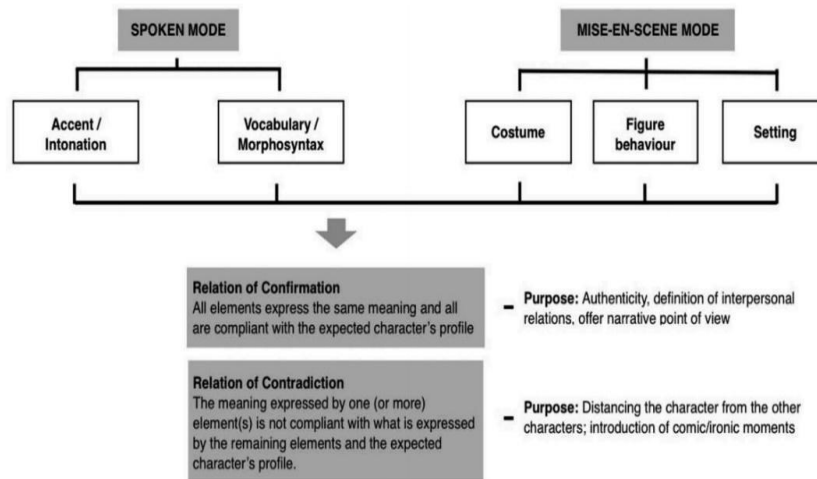 SPOKEN MODE
MISE-EN-SCENE MODE
Accent /
Intonation
Vocabulary /
Morphosyntax
Costume
Figure
behaviour
Setting
Relation of Confirmation
All elements express the same meaning and all
are compliant with the expected character's profile
- Purpose: Authenticity, definition of interpersonal
relations, offer narrative point of view
Relation of Contradiction
The meaning expressed by one (or more)
element(s) is not compliant with what is expressed
by the remaining elements and the expected
character's profile.
- Purpose: Distancing the character from the other
characters; introduction of comic/ironic moments